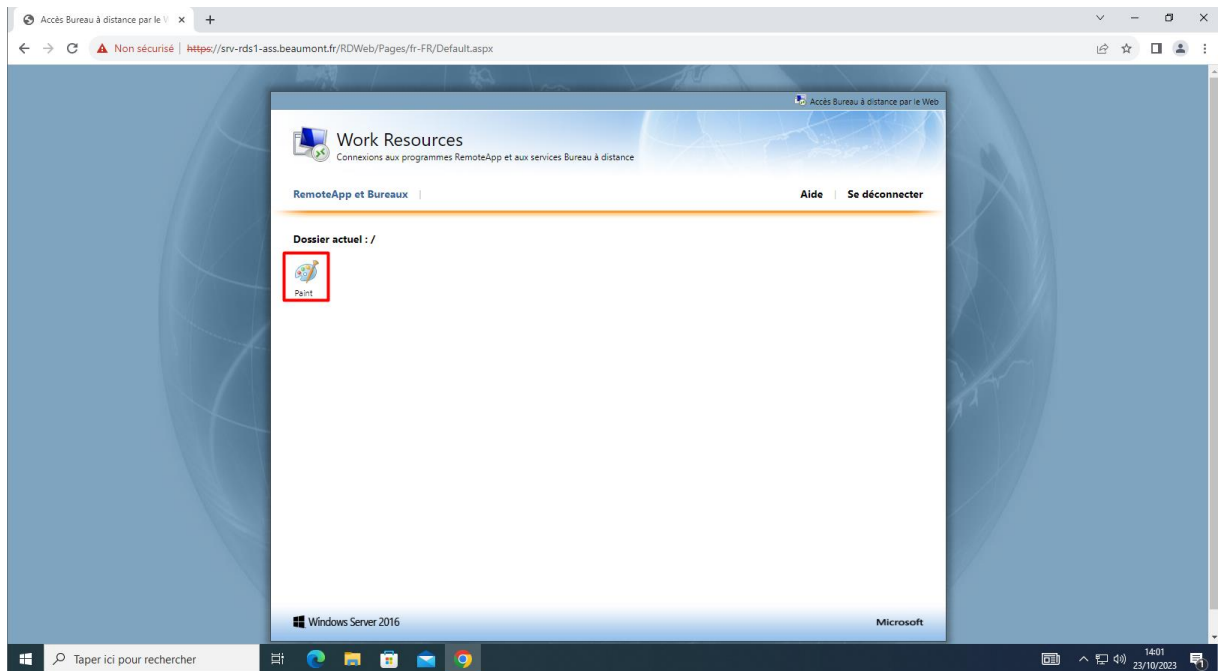 Accès Bureau à distance par le W
Non sécurisé | https://srv-rds1-ass.beaumont.fr/RDWeb/Pages/fr-FR/Default.aspx
Accès Bureau à distance par le Web
Work Resources
Connexions aux programmes RemoteApp et aux services Bureau à distance
RemoteApp et Bureaux | Aide | Se déconnecter
Dossier actuel : /
Paint
Windows Server 2016 Microsoft
Taper ici pour rechercher
14:01
23/10/2023